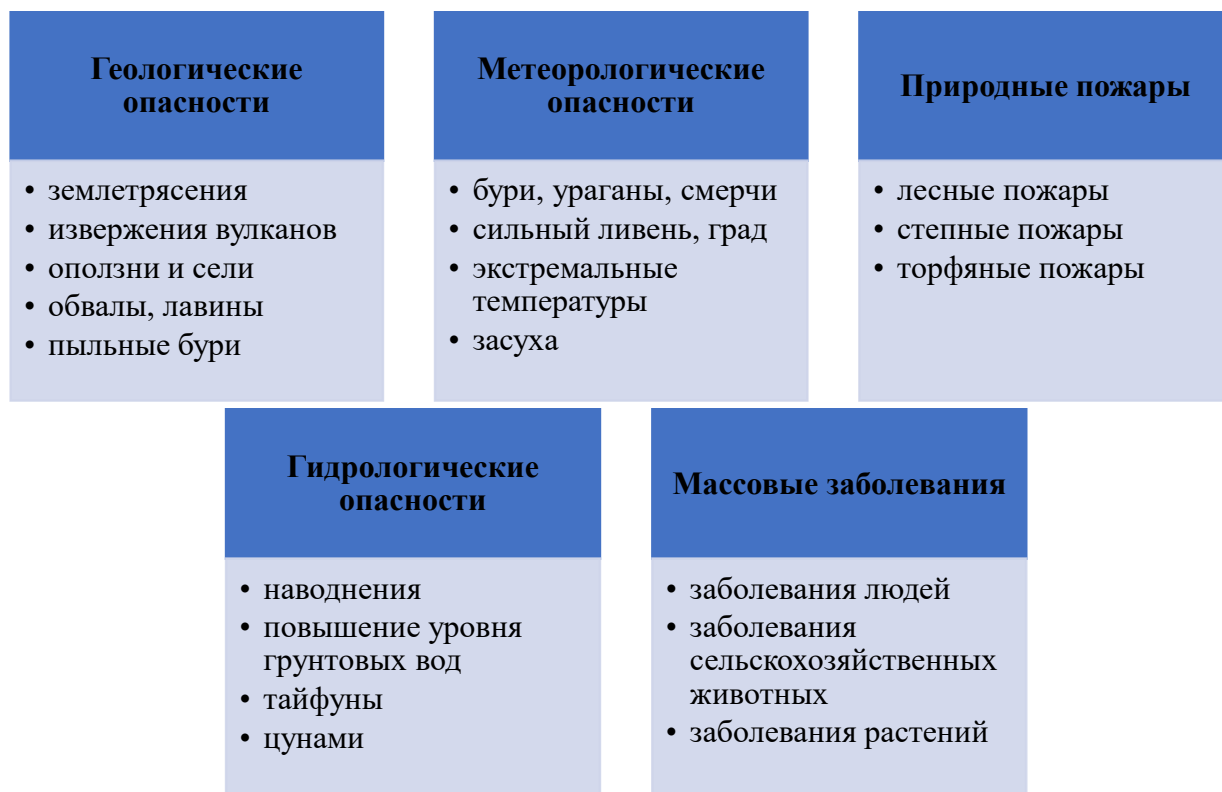 Геологические
опасности
• землетрясения
• извержения вулканов
• оползни и сели
• обвалы, лавины
• пыльные бури
Метеорологические
опасности
• бури, ураганы, смерчи
• сильный ливень, град
• экстремальные
температуры
• засуха
Природные пожары
• лесные пожары
• степные пожары
• торфяные пожары
Гидрологические
опасности
• наводнения
• повышение уровня
грунтовых вод
• тайфуны
• цунами
Массовые заболевания
• заболевания людей
• заболевания
сельскохозяйственных
животных
• заболевания растений